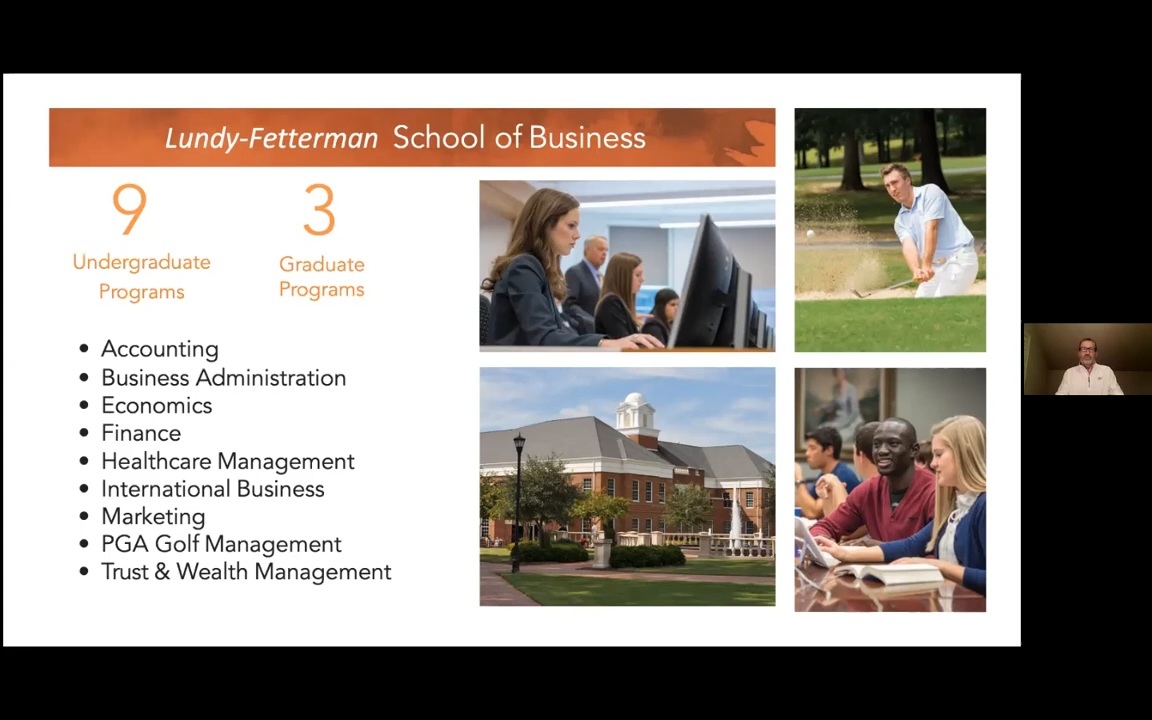 Lundy-Fetterman School of Business
9
Undergraduate
Programs
3
Graduate
Programs
• Accounting
• Business Administration
• Economics
• Finance
• Healthcare Management
• International Business
• Marketing
• PGA Golf Management
• Trust & Wealth Management